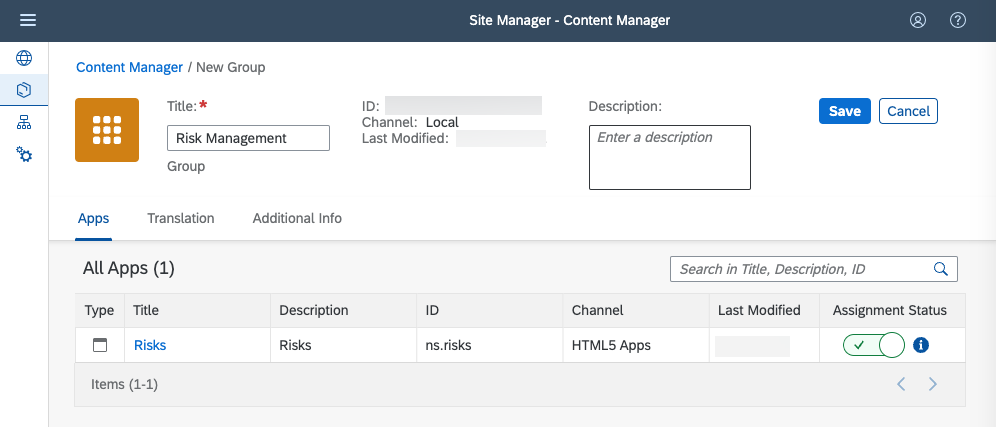 Site Manager - Content Manager
Content Manager / New Group
Title:*
Risk Management
Group
ID:
Channel: Local
Last Modified:
Description:
Enter a description
Save
Cancel
Apps
Translation
Additional Info
All Apps (1)
Search in Title, Description, ID
Type Title Description ID Channel Last Modified Assignment Status
Risks Risks ns.risks HTML5 Apps
Items (1-1)